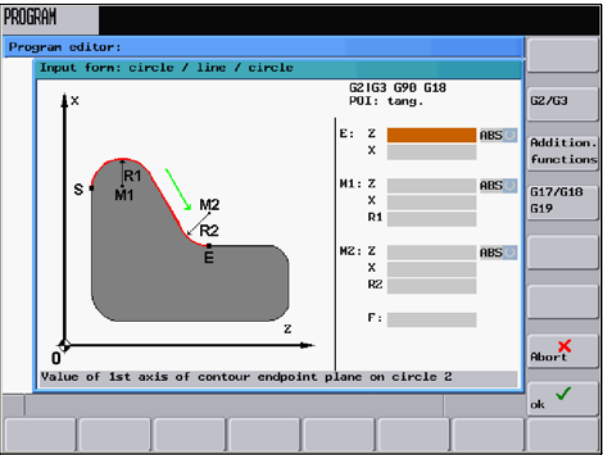 PROGRAM
Program editor:
Input form: circle / line / circle
G2|G3 G90 G18
POI: tang.
X
S
R1
M1
M2
R2
E
Z
0
E: Z ABS
X
M1: Z ABS
X
R1
M2: Z ABS
X
R2
F:
Value of 1st axis of contour endpoint plane on circle 2
G2/G3
Addition.
functions
G17/G18
G19
Abort
ok